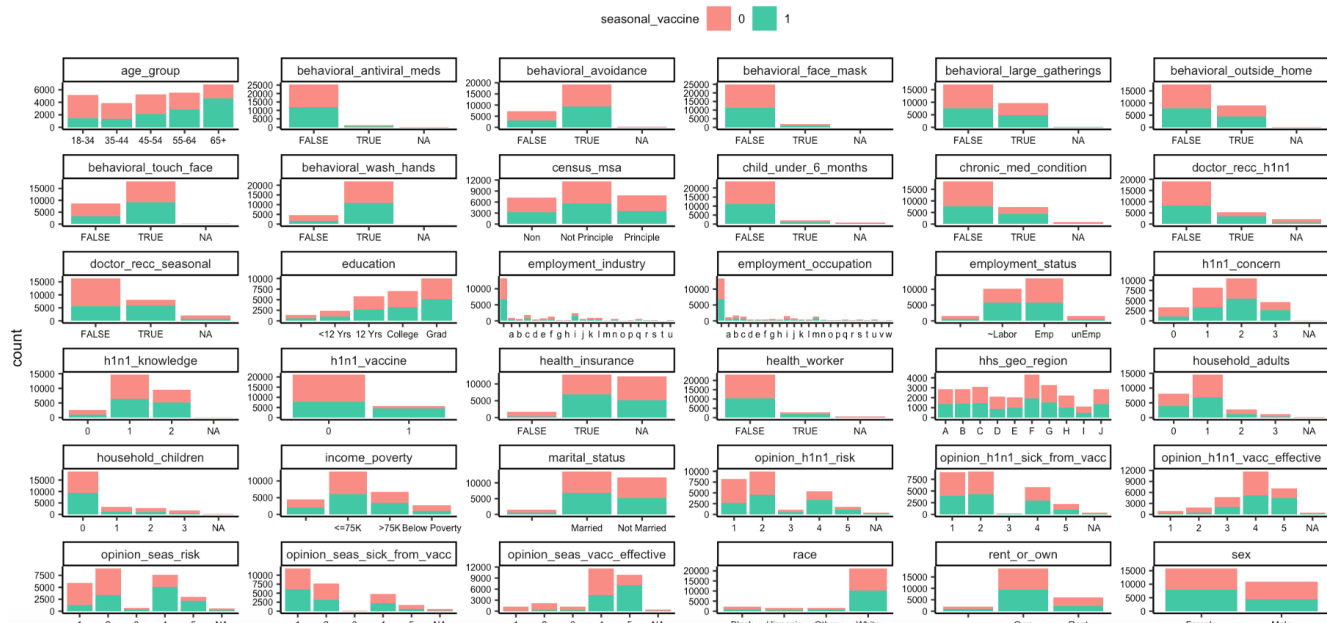 seasonal_vaccine 0 1
count
age_group
6000
4000
2000
0
18-34 35-44 45-54 55-64 65+
behavioral_antiviral_meds
25000
20000
15000
10000
5000
0
FALSE TRUE NA
behavioral_avoidance
20000
15000
10000
5000
0
FALSE TRUE NA
behavioral_face_mask
25000
20000
15000
10000
5000
0
FALSE TRUE NA
behavioral_large_gatherings
15000
10000
5000
0
FALSE TRUE NA
behavioral_outside_home
15000
10000
5000
0
FALSE TRUE NA
behavioral_touch_face
15000
10000
5000
0
FALSE TRUE NA
behavioral_wash_hands
20000
15000
10000
5000
0
FALSE TRUE NA
census_msa
12000
9000
6000
3000
0
Non Not Principle Principle
child_under_6_months
20000
15000
10000
5000
0
FALSE TRUE NA
chronic_med_condition
15000
10000
5000
0
FALSE TRUE NA
doctor_recc_h1n1
20000
15000
10000
5000
0
FALSE TRUE NA
doctor_recc_seasonal
15000
10000
5000
0
FALSE TRUE NA
education
10000
7500
5000
2500
0
<12 Yrs 12 Yrs College Grad
employment_industry
10000
5000
0
a b c d e f g h i j k l m n o p q r s t u
employment_occupation
10000
5000
0
a b c d e f g h i j k l m n o p q r s t u v w
employment_status
10000
5000
0
~Labor Emp unEmp
h1n1_concern
10000
7500
5000
2500
0
0 1 2 3 NA
h1n1_knowledge
15000
10000
5000
0
0 1 2 NA
h1n1_vaccine
20000
15000
10000
5000
0
0 1
health_insurance
10000
5000
0
FALSE TRUE NA
health_worker
20000
15000
10000
5000
0
FALSE TRUE NA
hhs_geo_region
4000
3000
2000
1000
0
A B C D E F G H I J
household_adults
15000
10000
5000
0
0 1 2 3 NA
household_children
15000
10000
5000
0
0 1 2 3 NA
income_poverty
10000
5000
0
<=75K >75K Below Poverty
marital_status
10000
5000
0
Married Not Married
opinion_h1n1_risk
10000
7500
5000
2500
0
1 2 3 4 5 NA
opinion_h1n1_sick_from_vacc
7500
5000
2500
0
1 2 3 4 5 NA
opinion_h1n1_vacc_effective
12000
9000
6000
3000
0
1 2 3 4 5 NA
opinion_seas_risk
7500
5000
2500
0
opinion_seas_sick_from_vacc
10000
7500
5000
2500
0
opinion_seas_vacc_effective
12000
9000
6000
3000
0
race
20000
15000
10000
5000
0
rent_or_own
15000
10000
5000
0
sex
15000
10000
5000
0